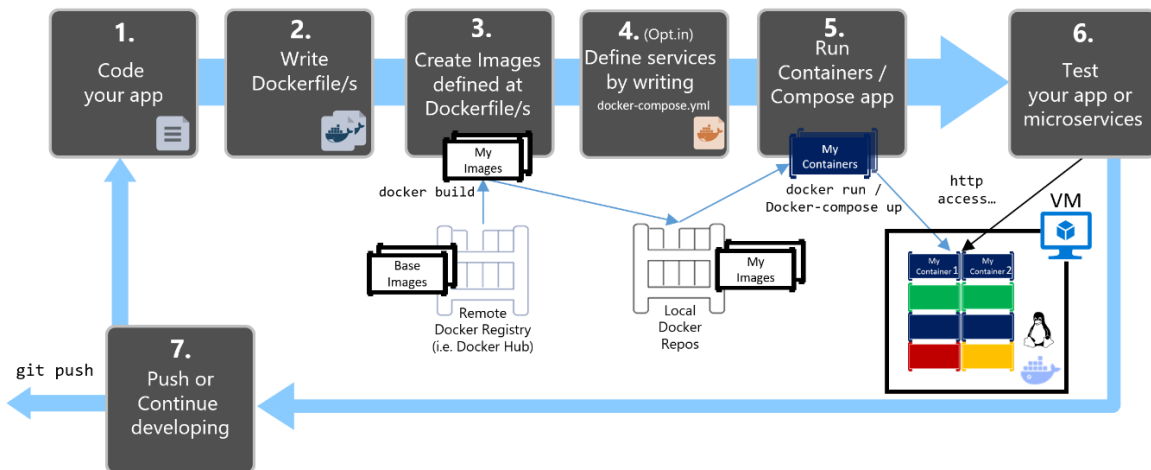 1.
Code
your app
2.
Write
Dockerfile/s
3.
Create Images
defined at
Dockerfile/s
My
Images
4. (Opt.in)
Define services
by writing
docker-compose.yml
5.
Run
Containers /
Compose app
My
Containers
6.
Test
your app or
microservices
docker build
docker run /
Docker-compose up
http
access…
VM
Base
Images
Remote
Docker Registry
(i.e. Docker Hub)
My
Images
Local
Docker
Repos
My
Container 1
My
Container 2
7.
Push or
Continue
developing
git push